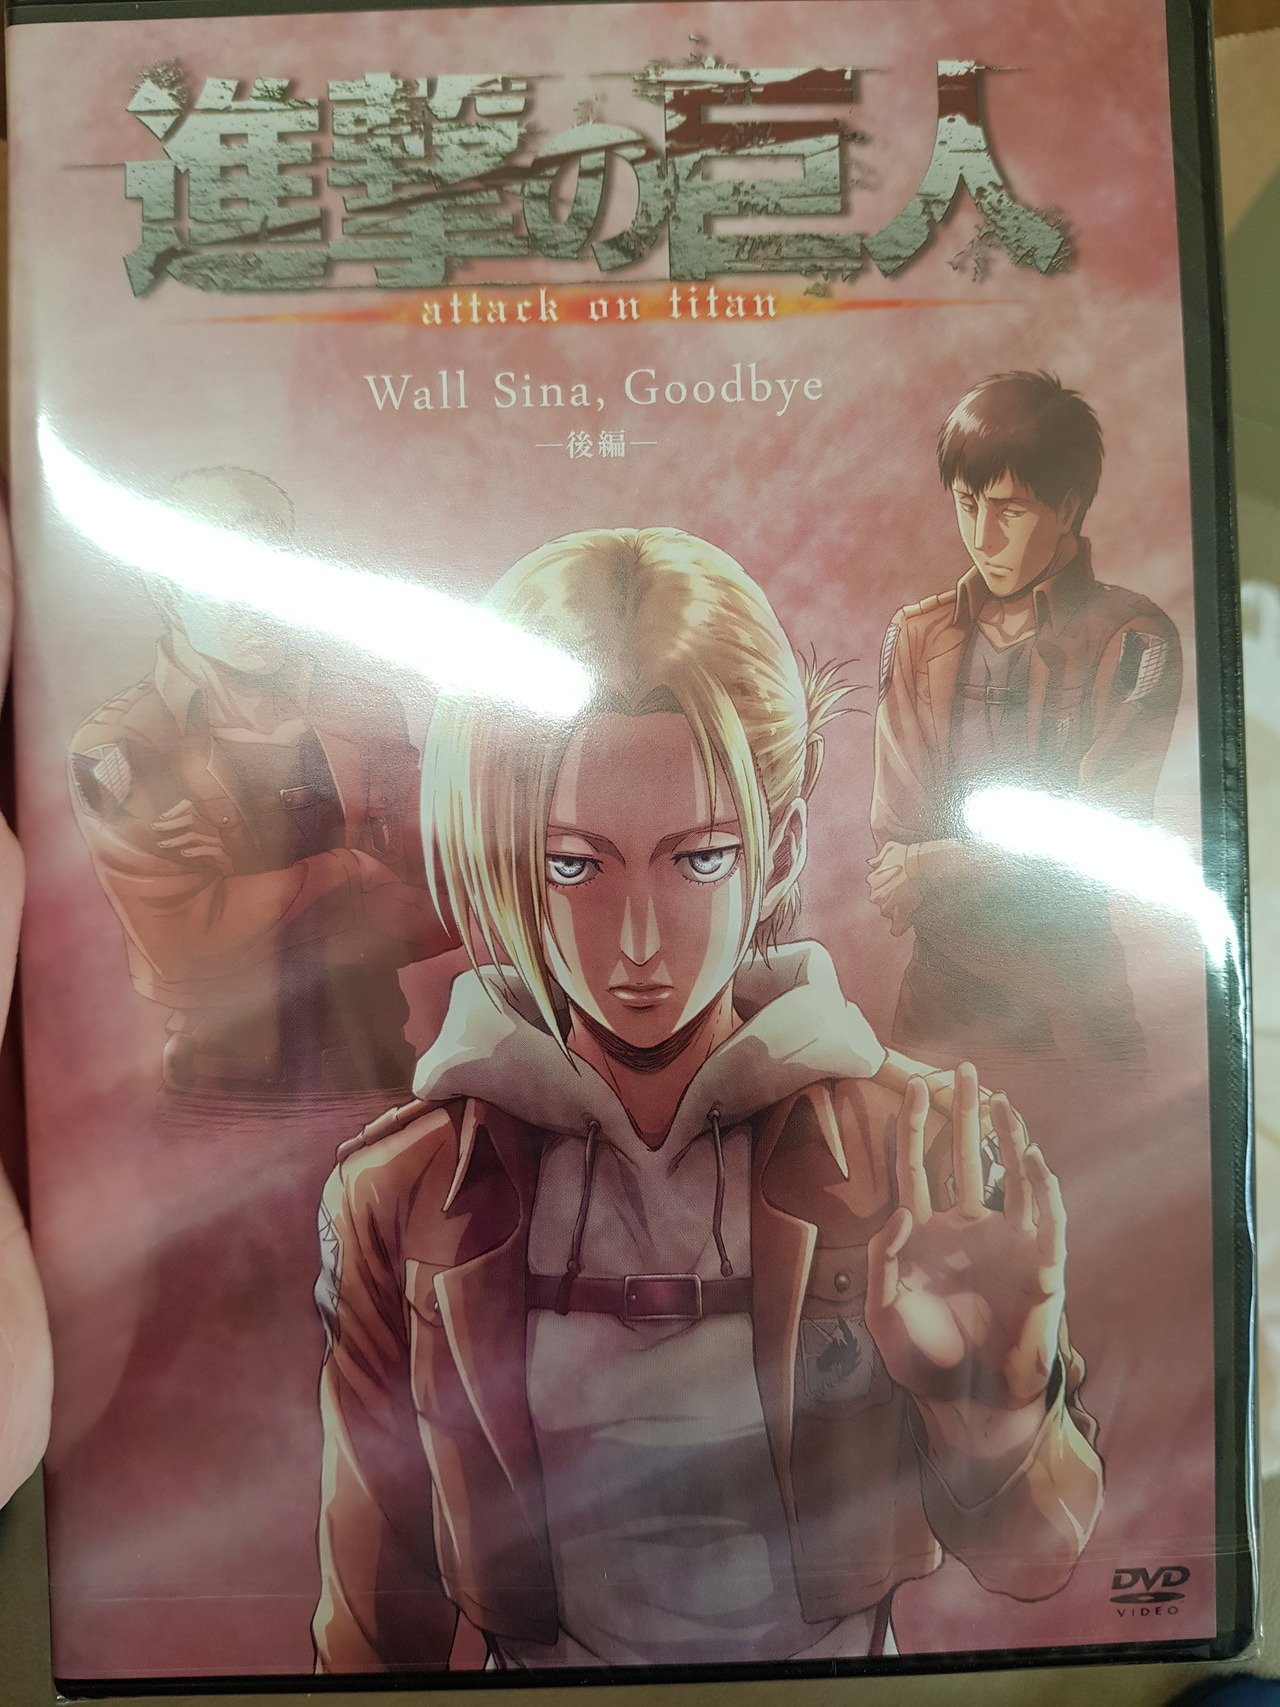 進撃の巨人
attack on titan
Wall Sina, Goodbye
—後編—
DVD
VIDEO